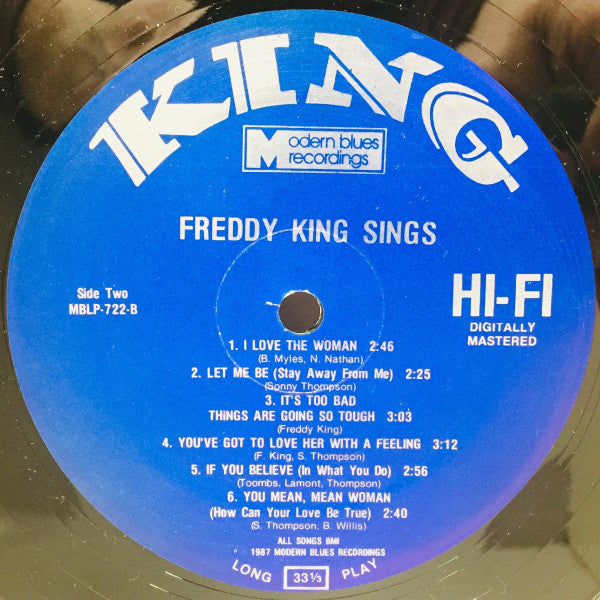 KING
Modern blues
recordings
FREDDY KING SINGS
Side Two
MBLP-722-B
HI-FI
DIGITALLY
MASTERED
1. I LOVE THE WOMAN 2:46
(B. Myles, N. Nathan)
2. LET ME BE (Stay Away From Me) 2:25
(Sonny Thompson)
3. IT'S TOO BAD
THINGS ARE GOING SO TOUGH 3:03
(Freddy King)
4. YOU'VE GOT TO LOVE HER WITH A FEELING 3:12
(F. King, S. Thompson)
5. IF YOU BELIEVE (In What You Do) 2:56
(Toombs, Lamont, Thompson)
6. YOU MEAN, MEAN WOMAN
(How Can Your Love Be True) 2:40
(S. Thompson, B. Willis)
ALL SONGS BMI
P 1987 MODERN BLUES RECORDINGS
LONG 33 1/3 PLAY